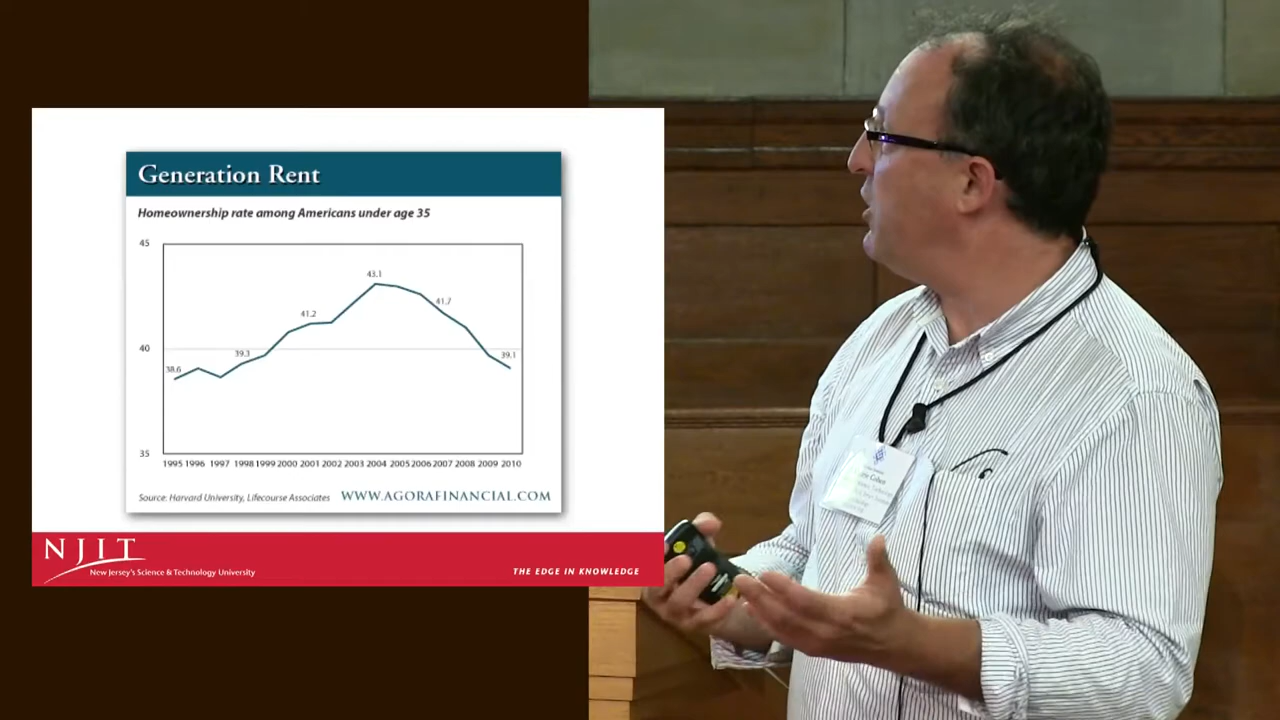 Generation Rent
Homeownership rate among Americans under age 35
45
43.1
41.7
41.2
40
39.3
39.1
38.6
35
1995 1996 1997 1998 1999 2000 2001 2002 2003 2004 2005 2006 2007 2008 2009 2010
Source: Harvard University, Lifecourse Associates WWW.AGORAFINANCIAL.COM
NJIT
New Jersey's Science & Technology University
THE EDGE IN KNOWLEDGE
Cohen